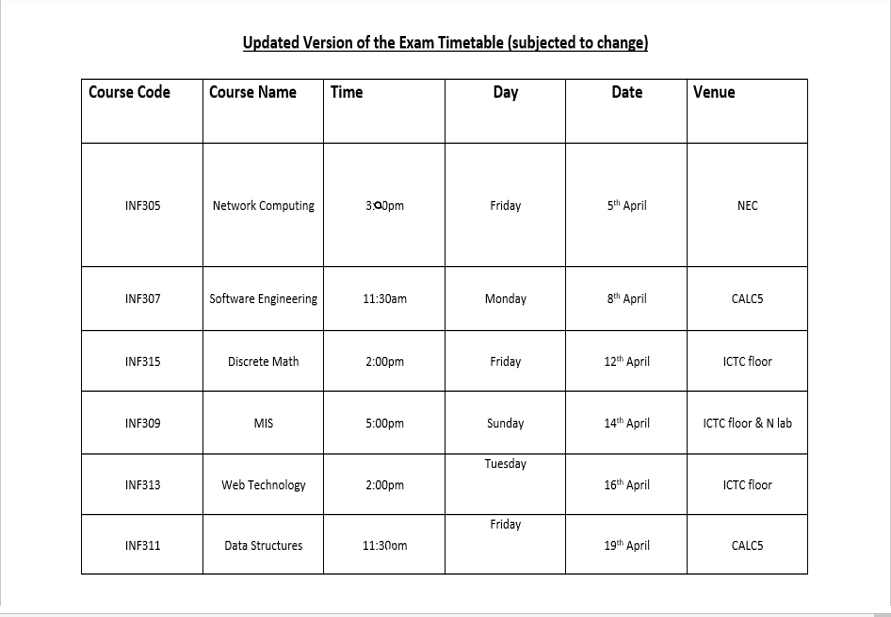 Updated Version of the Exam Timetable (subjected to change)
Course Code Course Name Time Day Date Venue
INF305 Network Computing 3:00pm Friday 5th April NEC
INF307 Software Engineering 11:30am Monday 8th April CALC5
INF315 Discrete Math 2:00pm Friday 12th April ICTC floor
INF309 MIS 5:00pm Sunday 14th April ICTC floor & N lab
INF313 Web Technology 2:00pm Tuesday 16th April ICTC floor
INF311 Data Structures 11:30om Friday 19th April CALC5